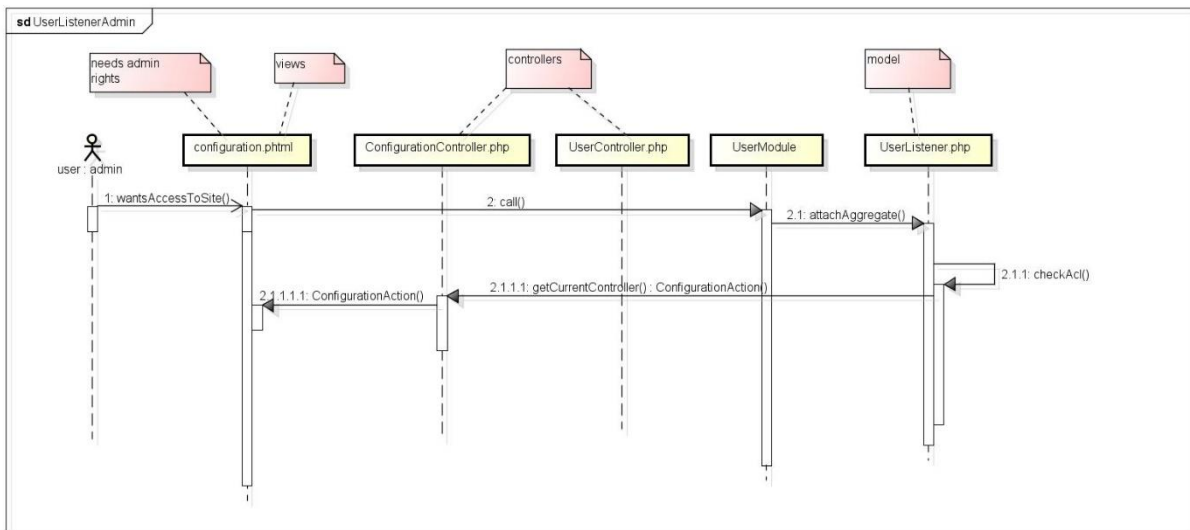 sd UserListenerAdmin
needs admin
rights
views
controllers
model
configuration.phtml
ConfigurationController.php
UserController.php
UserModule
UserListener.php
user : admin
1: wantsAccessToSite()
2: call()
2.1: attachAggregate()
2.1.1: checkAcl()
2.1.1.1.1: ConfigurationAction()
2.1.1.1: getCurrentController() : ConfigurationAction()